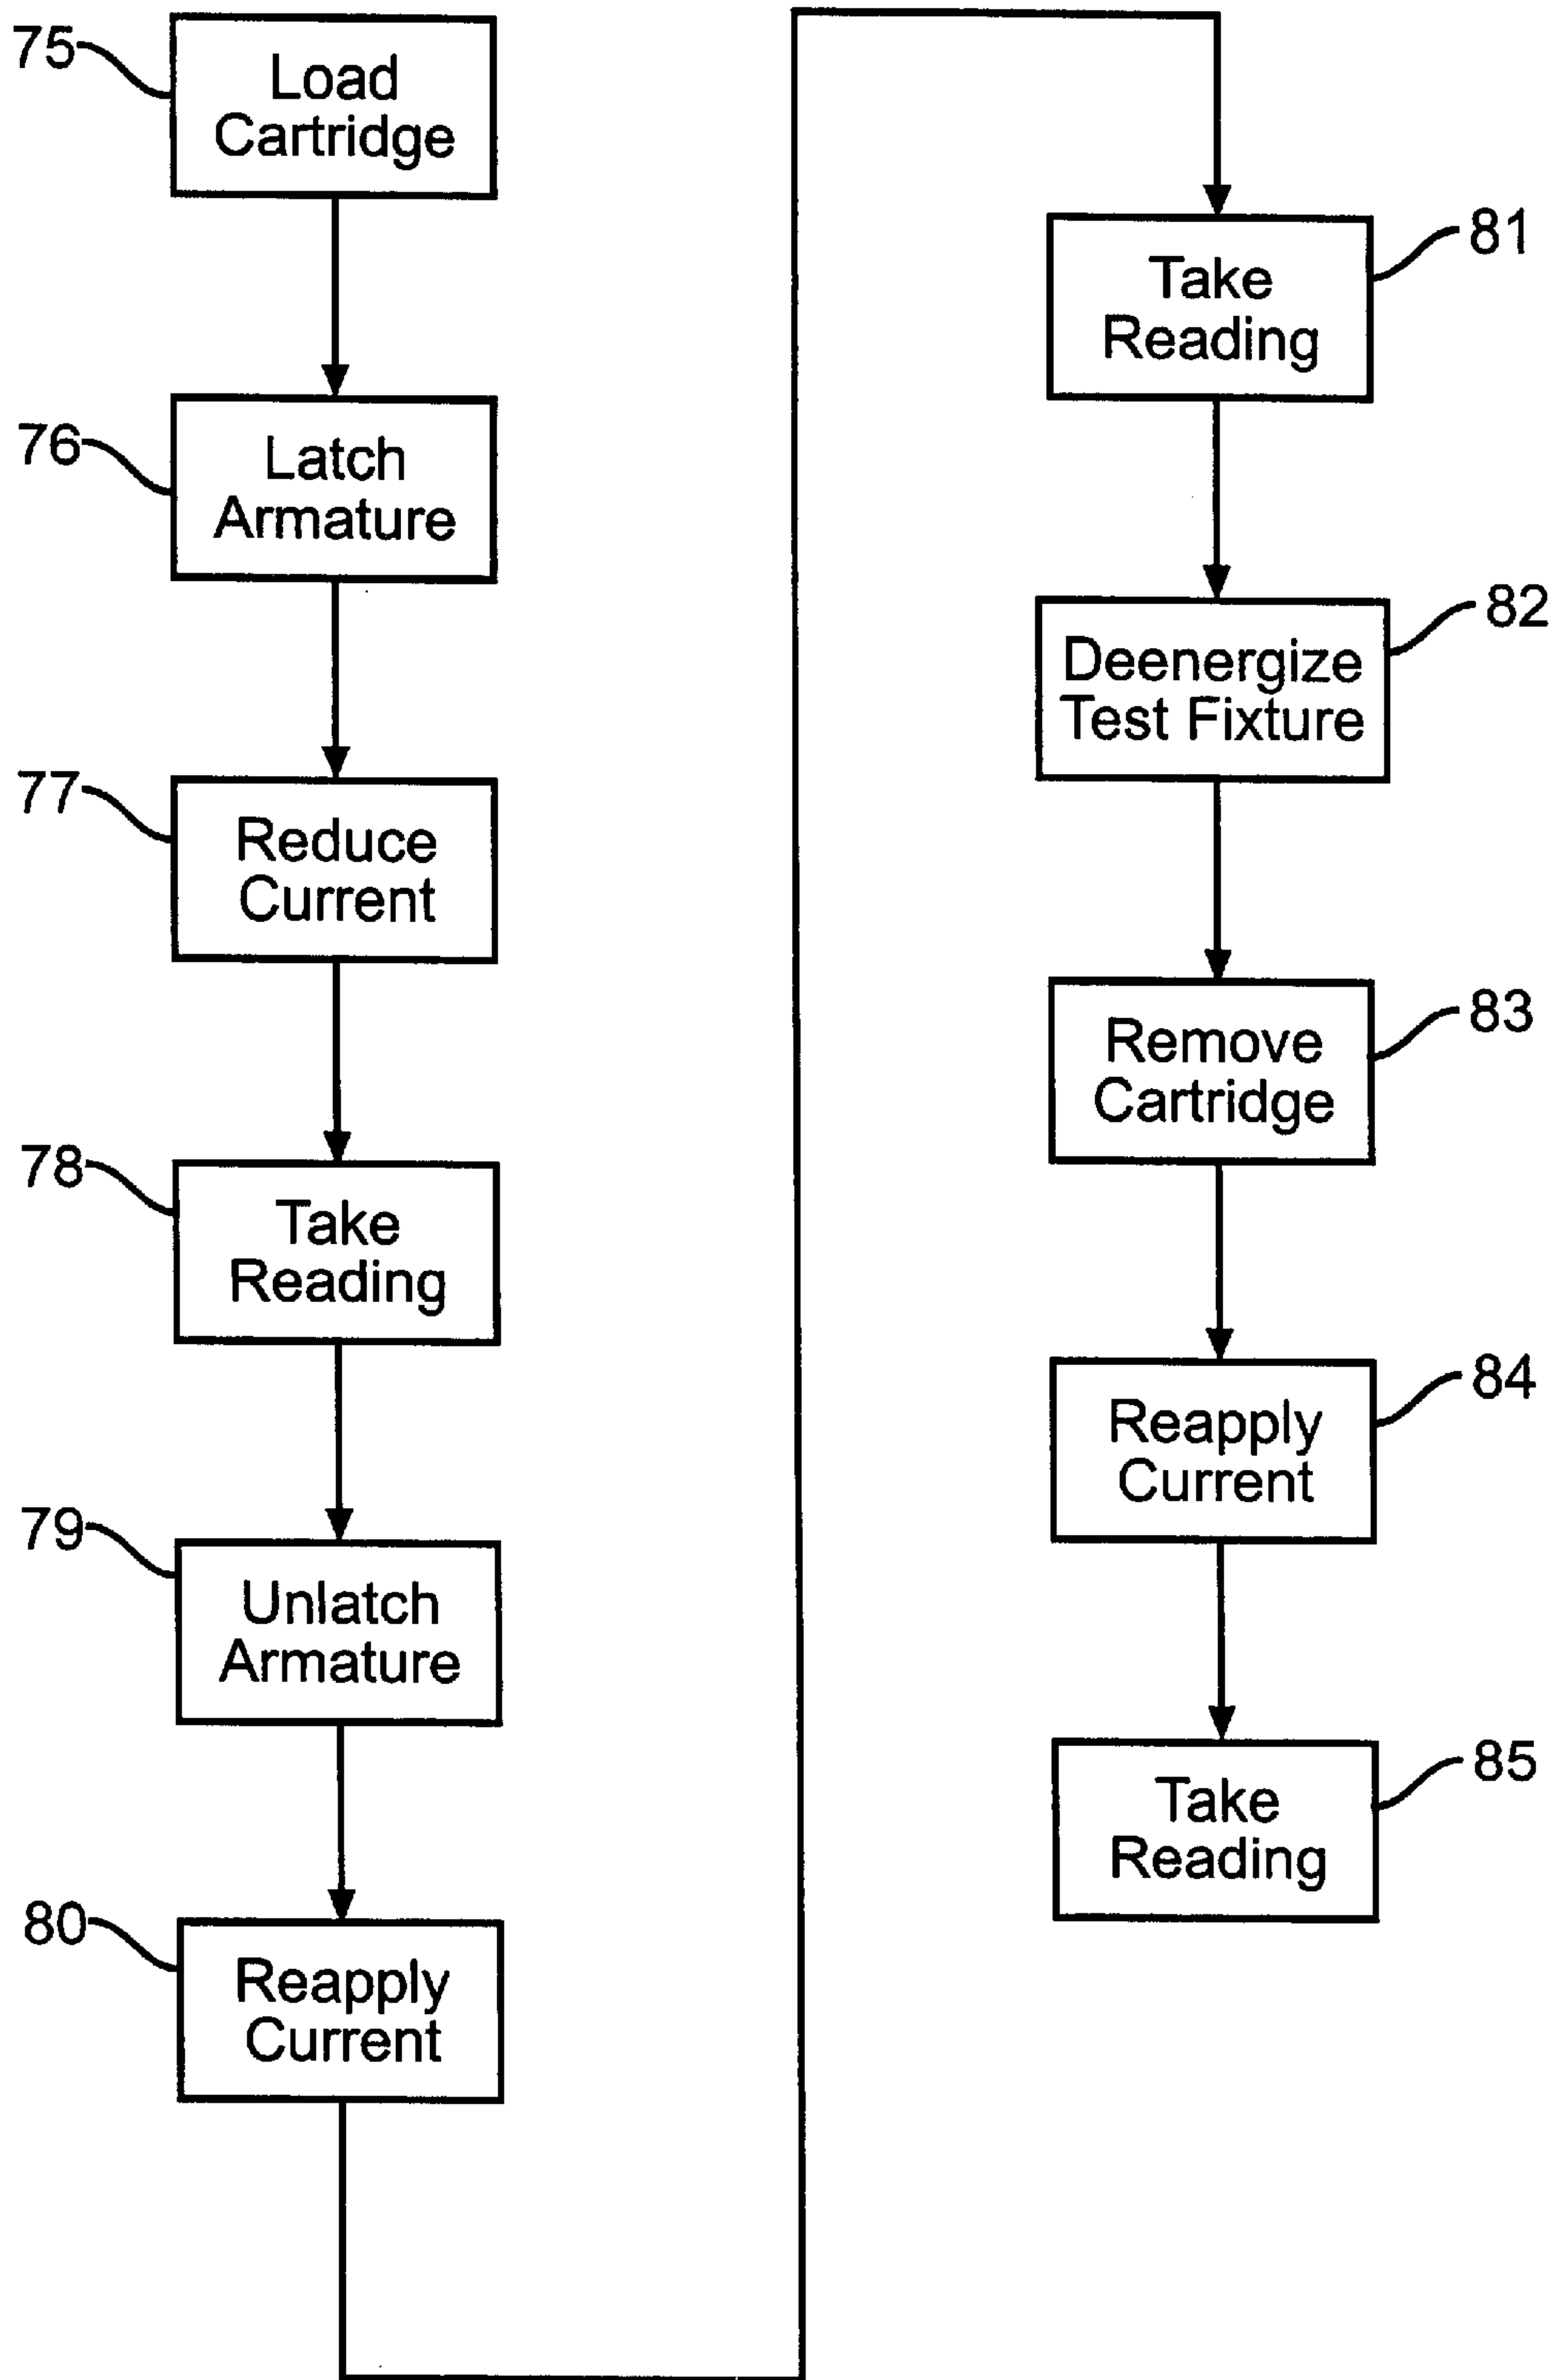 75
Load
Cartridge
76
Latch
Armature
77
Reduce
Current
78
Take
Reading
79
Unlatch
Armature
80
Reapply
Current
81
Take
Reading
82
Deenergize
Test Fixture
83
Remove
Cartridge
84
Reapply
Current
85
Take
Reading